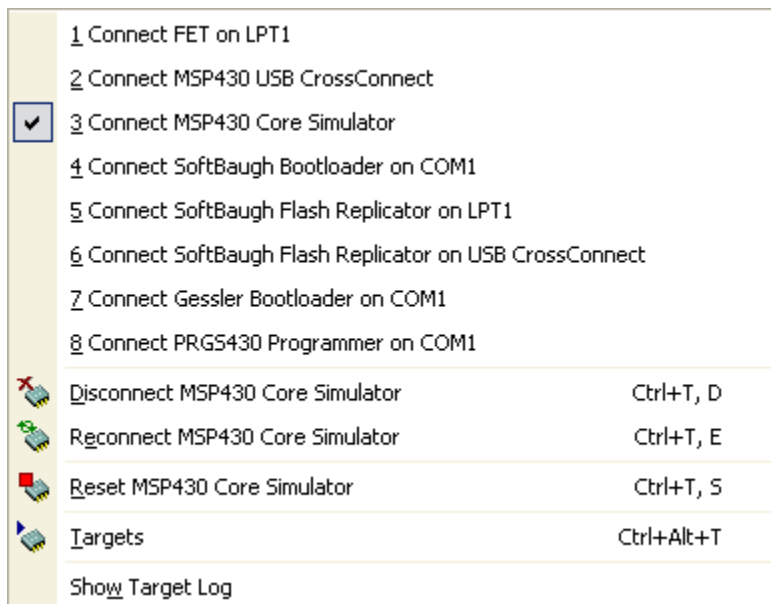 1 Connect FET on LPT1
2 Connect MSP430 USB CrossConnect
3 Connect MSP430 Core Simulator
4 Connect SoftBaugh Bootloader on COM1
5 Connect SoftBaugh Flash Replicator on LPT1
6 Connect SoftBaugh Flash Replicator on USB CrossConnect
7 Connect Gessler Bootloader on COM1
8 Connect PRGS430 Programmer on COM1
Disconnect MSP430 Core Simulator Ctrl+T, D
Reconnect MSP430 Core Simulator Ctrl+T, E
Reset MSP430 Core Simulator Ctrl+T, S
Targets Ctrl+Alt+T
Show Target Log